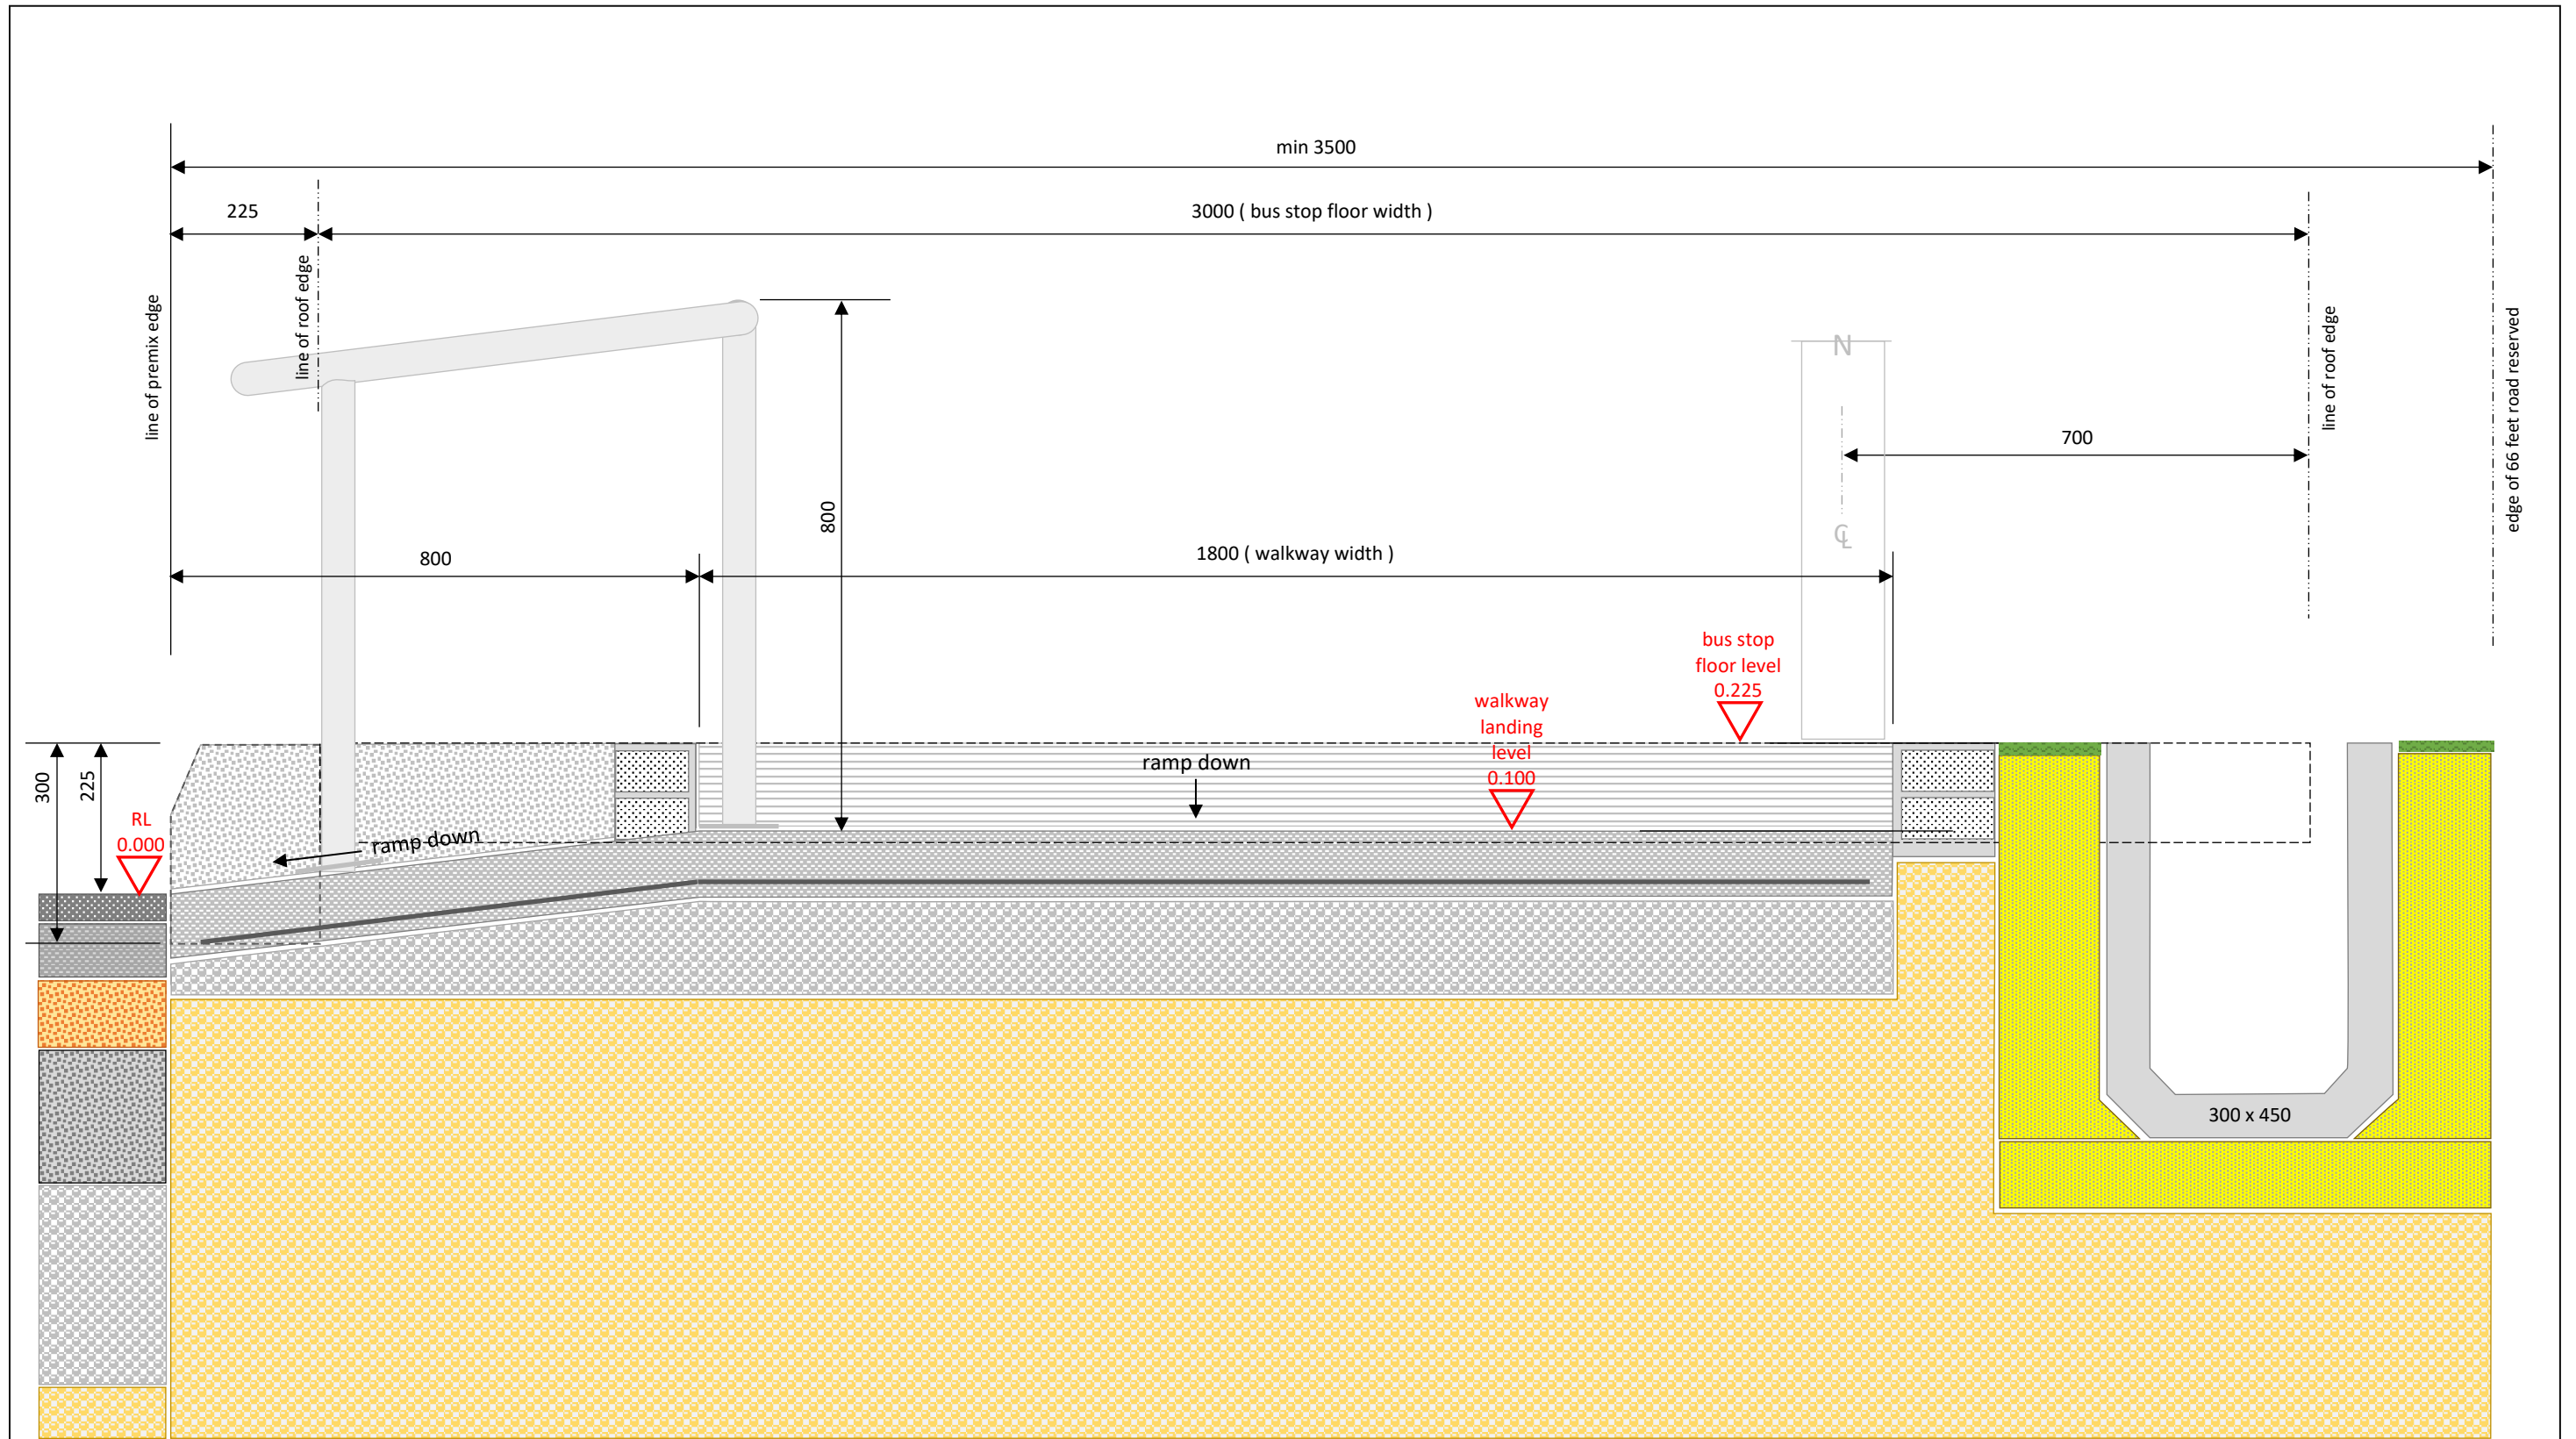 min 3500
225
3000 ( bus stop floor width )
line of premix edge
line of roof edge
line of roof edge
edge of 66 feet road reserved
N
700
℄
800
800
1800 ( walkway width )
bus stop
floor level
0.225
walkway
landing
level
0.100
ramp down
300
225
RL
0.000
ramp down
300 x 450